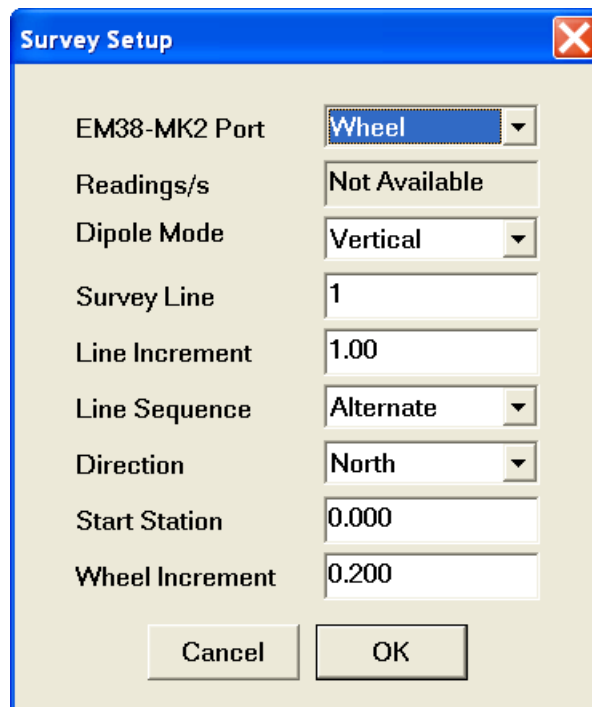 Survey Setup
EM38-MK2 Port Wheel
Readings/s Not Available
Dipole Mode Vertical
Survey Line 1
Line Increment 1.00
Line Sequence Alternate
Direction North
Start Station 0.000
Wheel Increment 0.200
Cancel OK